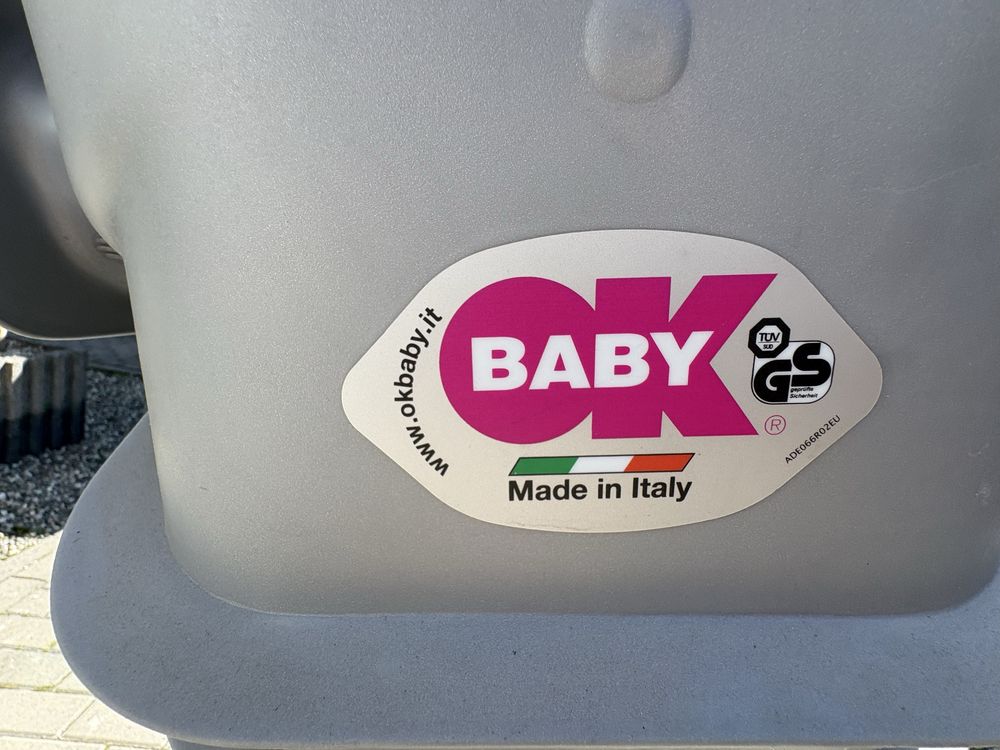 www.okbaby.it
OK
BABY
®
Made in Italy
TÜV
SÜD
GS
geprüfte
Sicherheit
ADE066R02EU